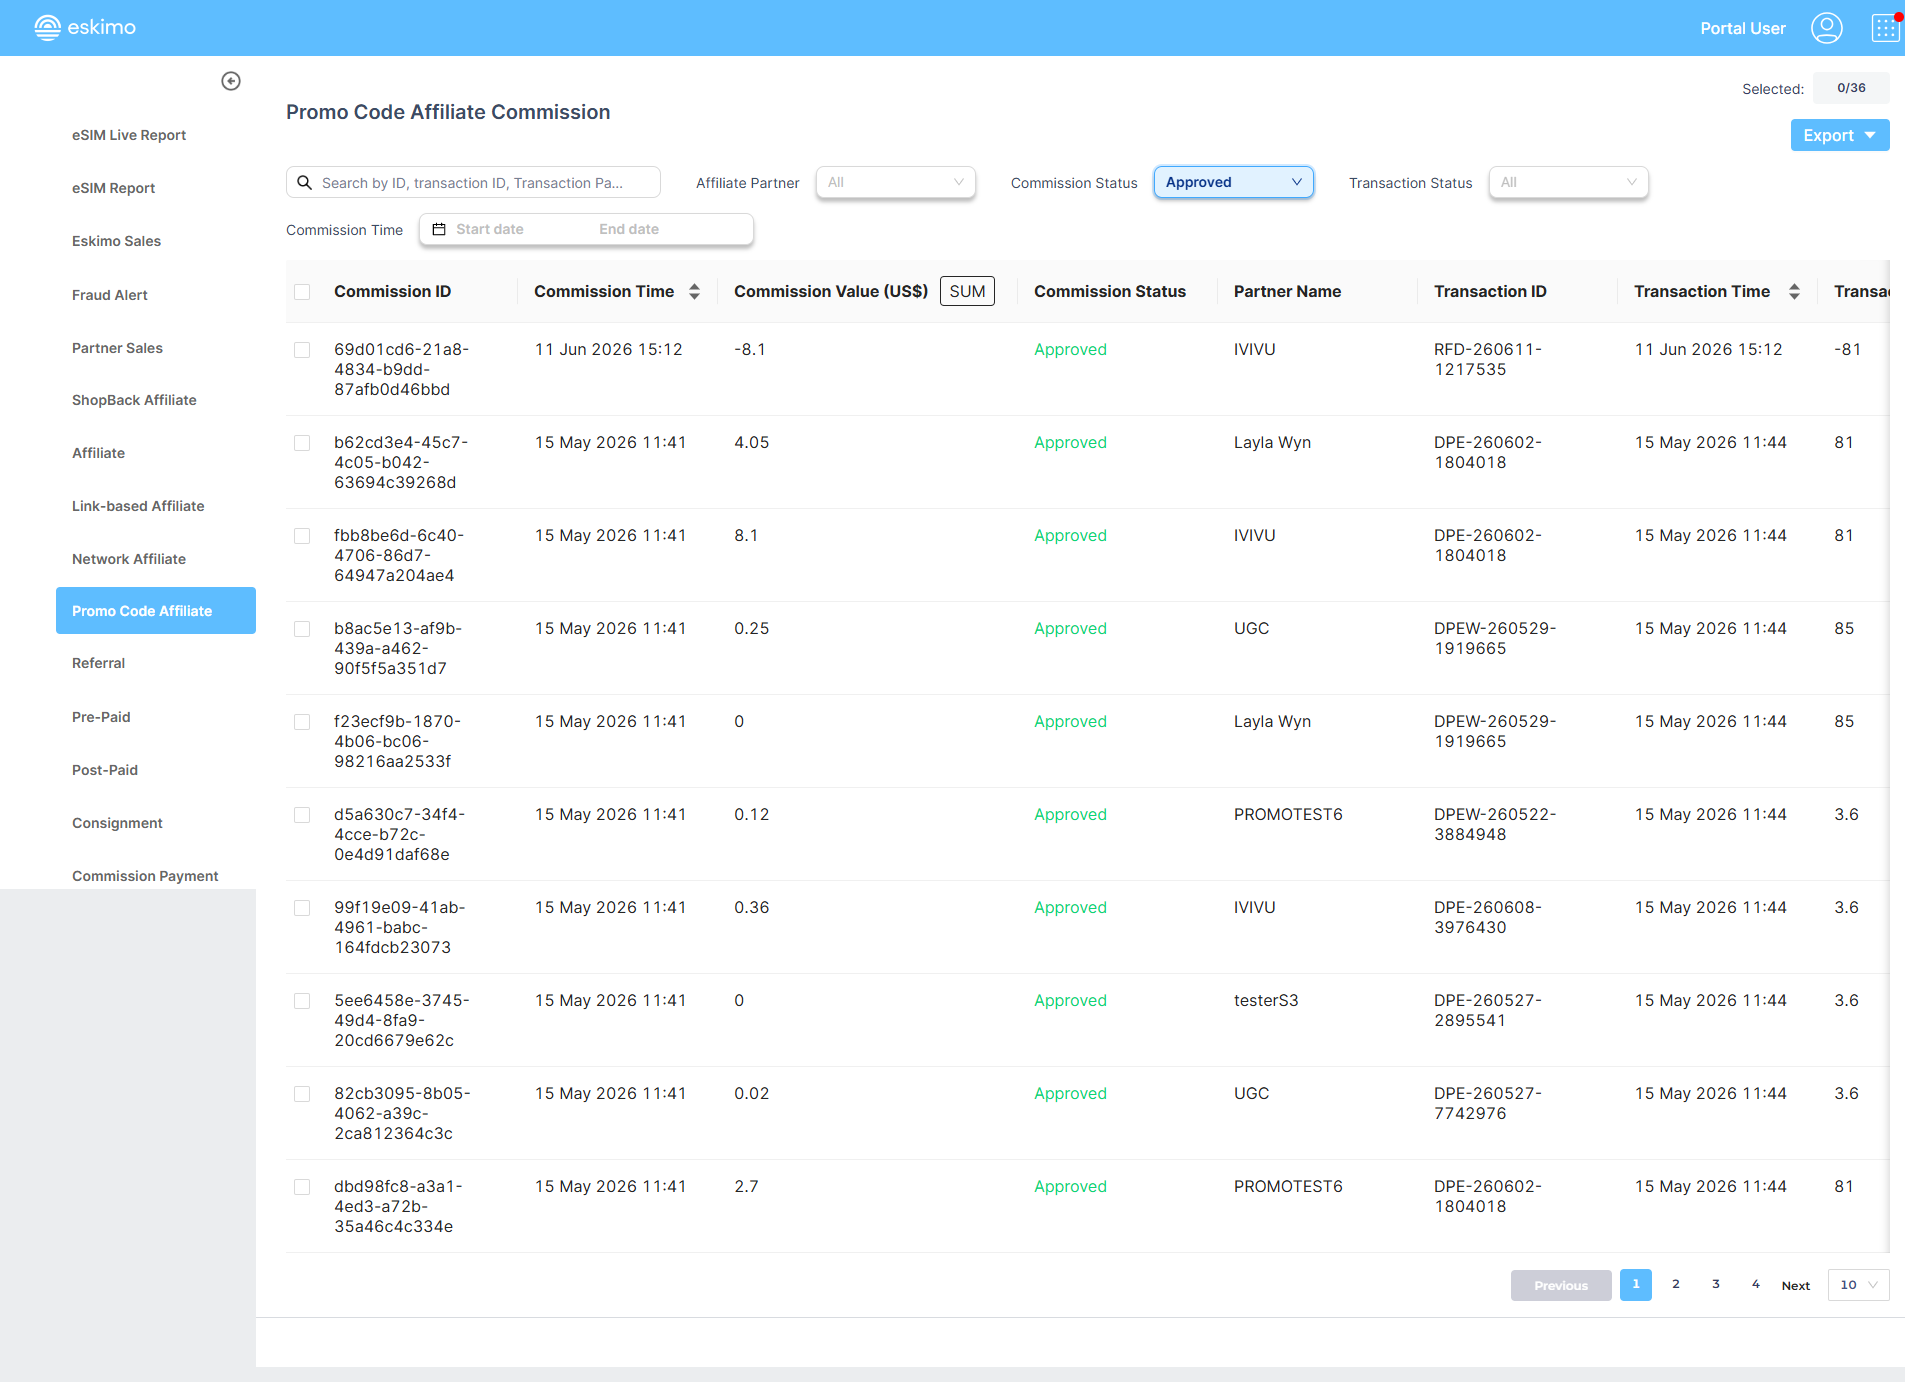 eskimo
Portal User
Selected: 0/36
Promo Code Affiliate Commission
Export
eSIM Live Report
eSIM Report
Eskimo Sales
Fraud Alert
Partner Sales
ShopBack Affiliate
Affiliate
Link-based Affiliate
Network Affiliate
Promo Code Affiliate
Referral
Pre-Paid
Post-Paid
Consignment
Commission Payment
Search by ID, transaction ID, Transaction Pa...
Affiliate Partner All
Commission Status Approved
Transaction Status All
Commission Time Start date End date
Commission ID Commission Time Commission Value (US$) SUM Commission Status Partner Name Transaction ID Transaction Time Transac
69d01cd6-21a8- 11 Jun 2026 15:12 -8.1 Approved IVIVU RFD-260611- 11 Jun 2026 15:12 -81
4834-b9dd- 1217535
87afb0d46bbd
b62cd3e4-45c7- 15 May 2026 11:41 4.05 Approved Layla Wyn DPE-260602- 15 May 2026 11:44 81
4c05-b042- 1804018
63694c39268d
fbb8be6d-6c40- 15 May 2026 11:41 8.1 Approved IVIVU DPE-260602- 15 May 2026 11:44 81
4706-86d7- 1804018
64947a204ae4
b8ac5e13-af9b- 15 May 2026 11:41 0.25 Approved UGC DPEW-260529- 15 May 2026 11:44 85
439a-a462- 1919665
90f5f5a351d7
f23ecf9b-1870- 15 May 2026 11:41 0 Approved Layla Wyn DPEW-260529- 15 May 2026 11:44 85
4b06-bc06- 1919665
98216aa2533f
d5a630c7-34f4- 15 May 2026 11:41 0.12 Approved PROMOTEST6 DPEW-260522- 15 May 2026 11:44 3.6
4cce-b72c- 3884948
0e4d91daf68e
99f19e09-41ab- 15 May 2026 11:41 0.36 Approved IVIVU DPE-260608- 15 May 2026 11:44 3.6
4961-babc- 3976430
164fdcb23073
5ee6458e-3745- 15 May 2026 11:41 0 Approved testerS3 DPE-260527- 15 May 2026 11:44 3.6
49d4-8fa9- 2895541
20cd6679e62c
82cb3095-8b05- 15 May 2026 11:41 0.02 Approved UGC DPE-260527- 15 May 2026 11:44 3.6
4062-a39c- 7742976
2ca812364c3c
dbd98fc8-a3a1- 15 May 2026 11:41 2.7 Approved PROMOTEST6 DPE-260602- 15 May 2026 11:44 81
4ed3-a72b- 1804018
35a46c4c334e
Previous 1 2 3 4 Next 10